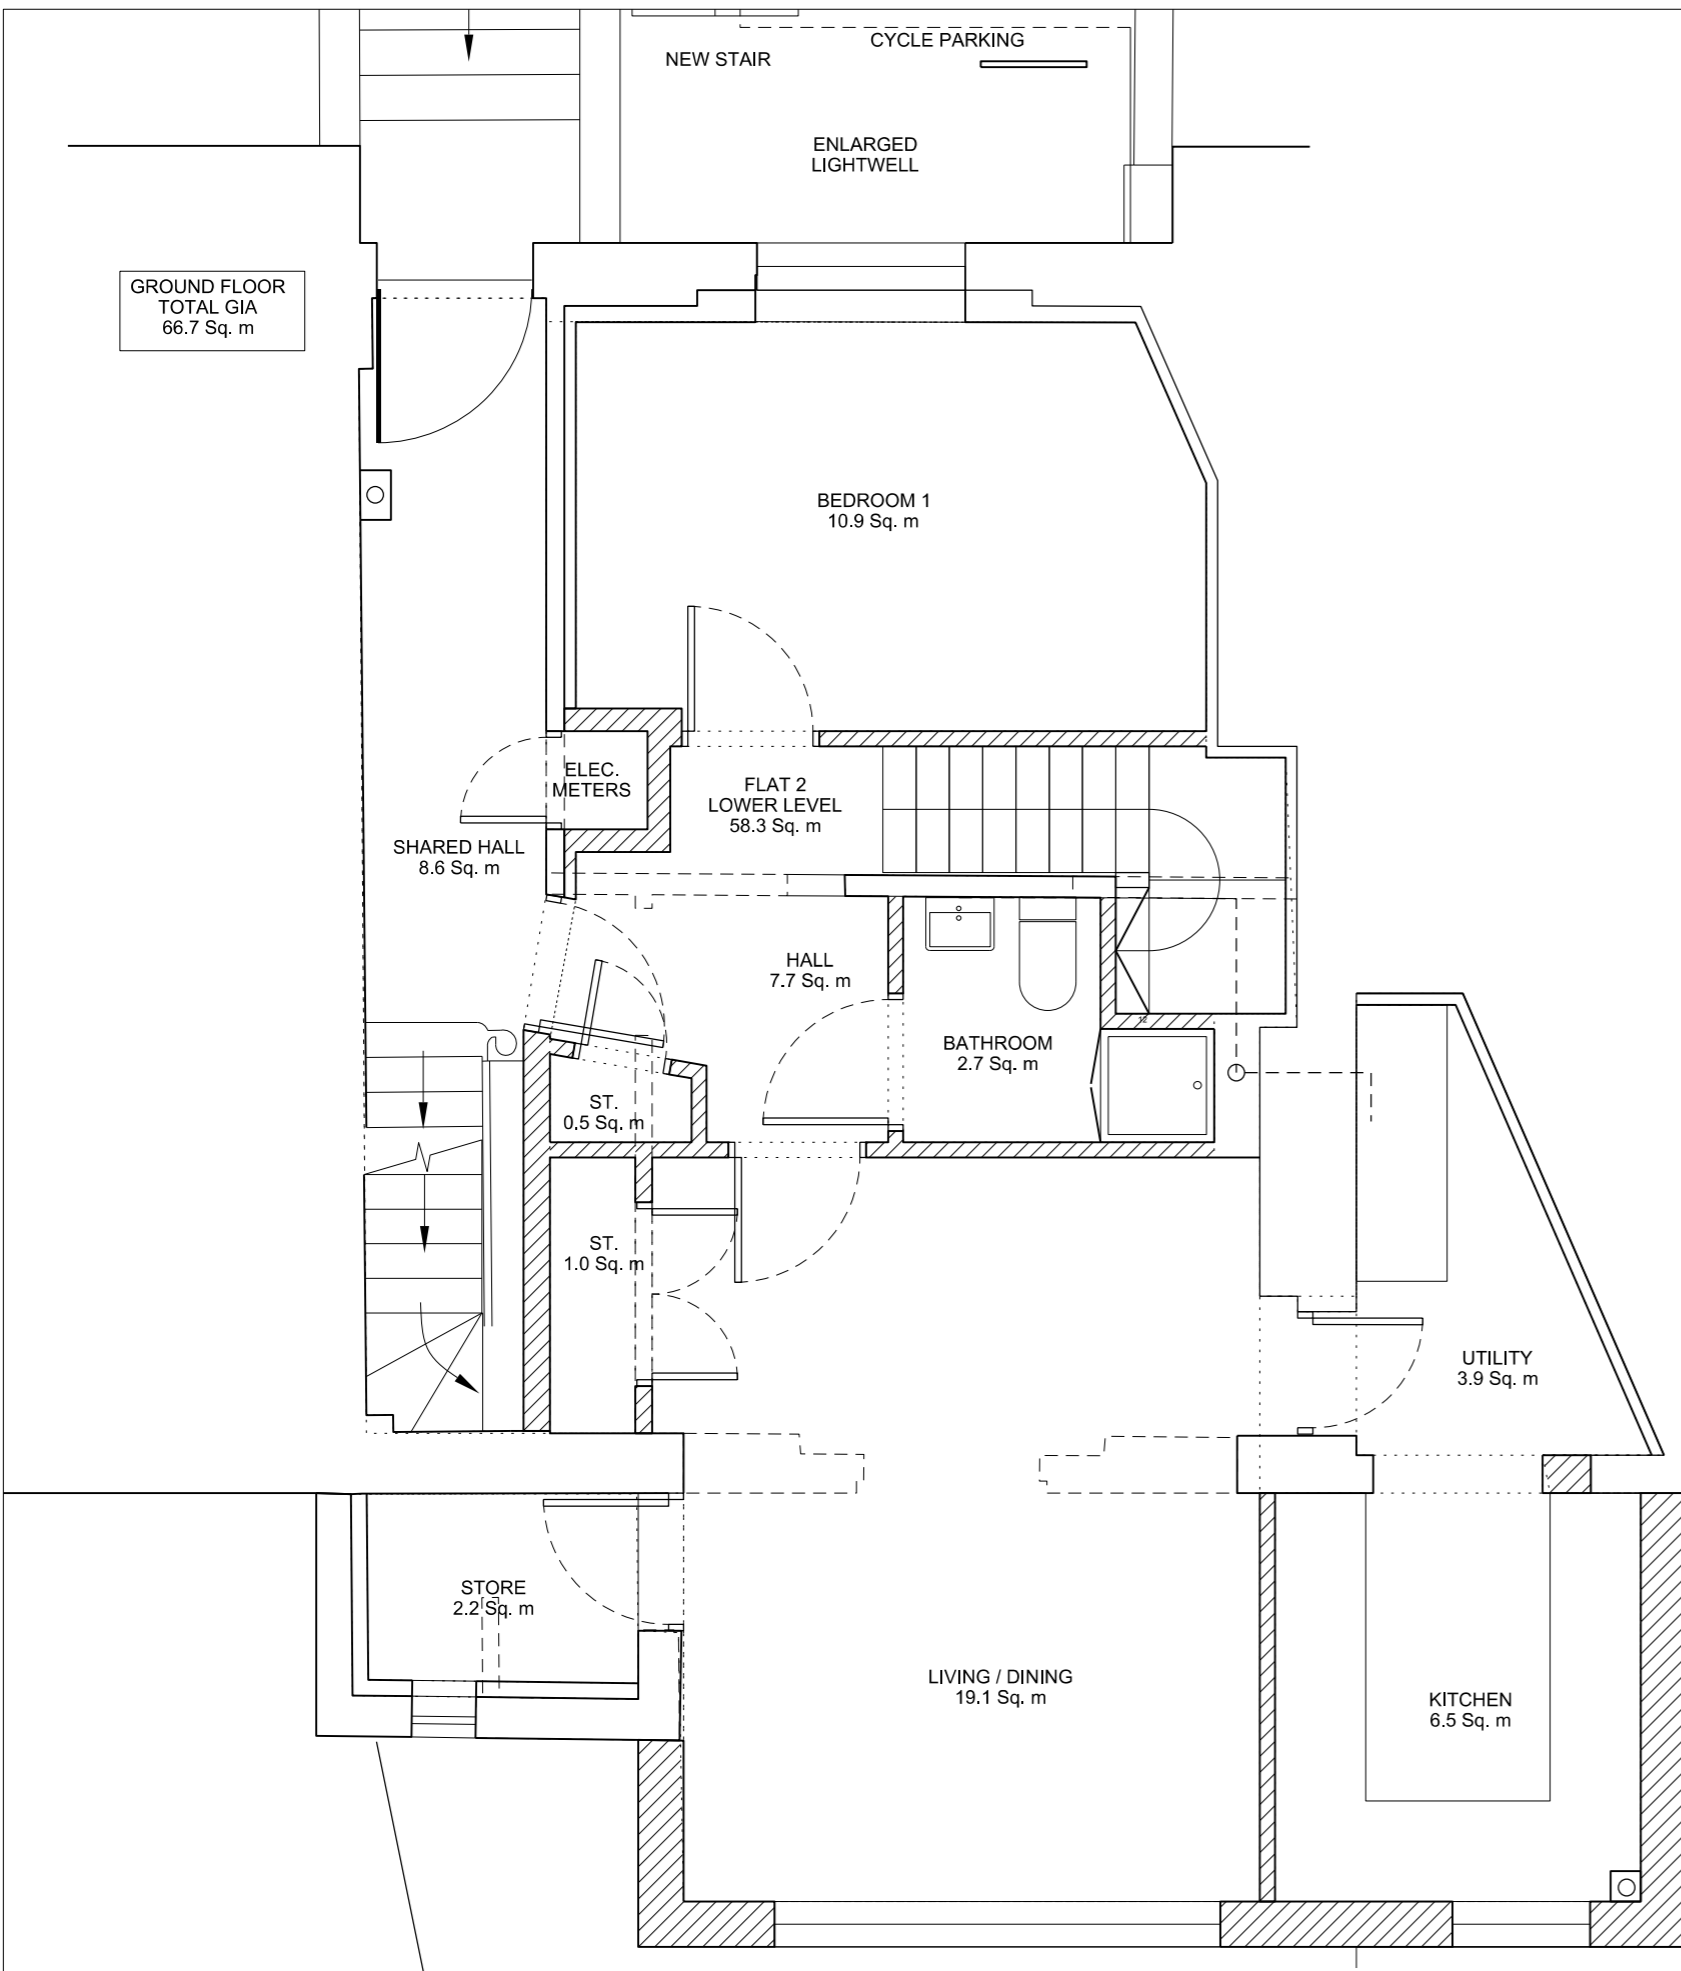 NEW STAIR
CYCLE PARKING
ENLARGED
LIGHTWELL
GROUND FLOOR
TOTAL GIA
66.7 Sq. m
BEDROOM 1
10.9 Sq. m
ELEC.
METERS
FLAT 2
LOWER LEVEL
58.3 Sq. m
SHARED HALL
8.6 Sq. m
HALL
7.7 Sq. m
12
BATHROOM
2.7 Sq. m
ST.
0.5 Sq. m
ST.
1.0 Sq. m
UTILITY
3.9 Sq. m
STORE
2.2 Sq. m
LIVING / DINING
19.1 Sq. m
KITCHEN
6.5 Sq. m